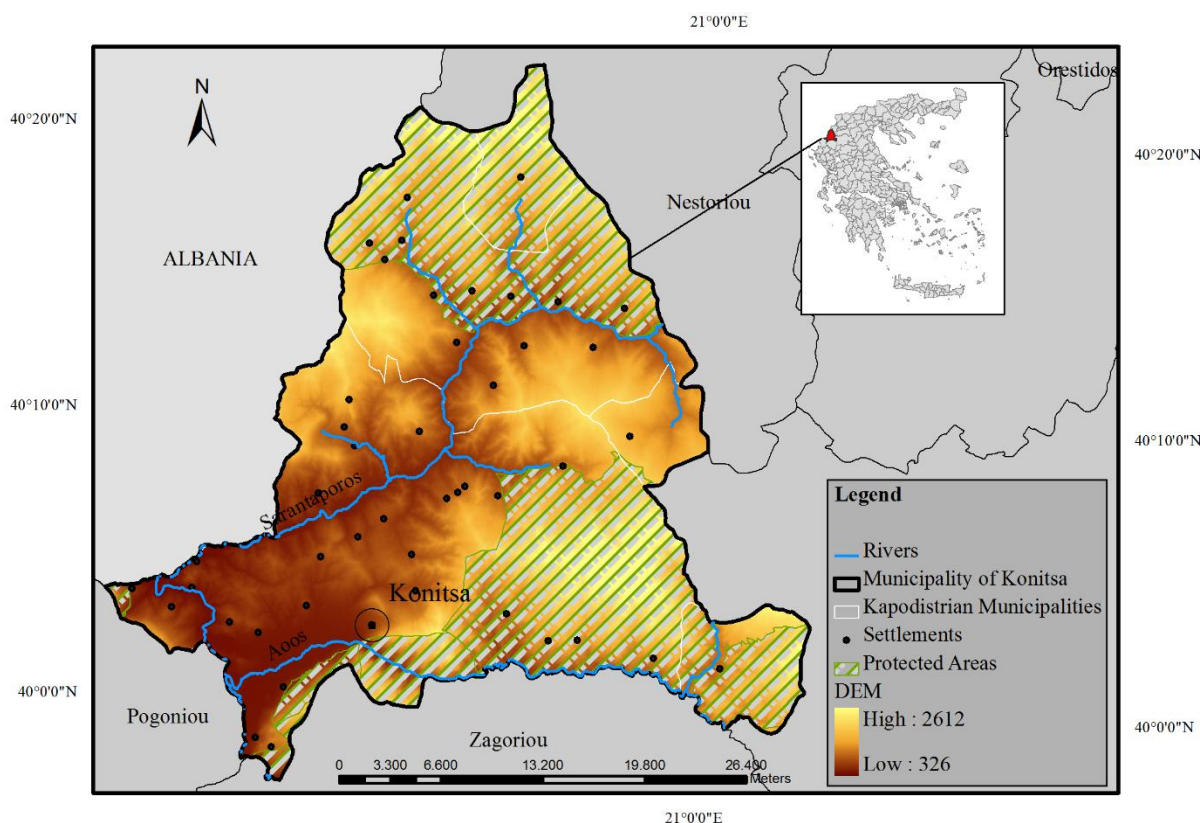 21°0'0"E
Orestidos
N
40°20'0"N
40°20'0"N
Nestoriou
ALBANIA
40°10'0"N
40°10'0"N
Sarantaporos
Konitsa
Aoos
40°0'0"N
40°0'0"N
Pogoniou
Zagoriou
0 3.300 6.600 13.200 19.800 26.400
Meters
Legend
Rivers
Municipality of Konitsa
Kapodistrian Municipalities
Settlements
Protected Areas
DEM
High : 2612
Low : 326
21°0'0"E